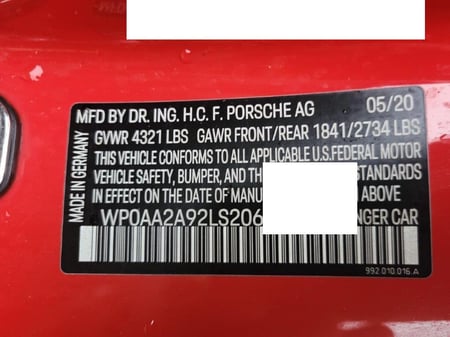 MFD BY DR. ING. H.C. F. PORSCHE AG 05/20
GVWR 4321 LBS GAWR FRONT/REAR 1841/2734 LBS
THIS VEHICLE CONFORMS TO ALL APPLICABLE U.S.FEDERAL MOTOR
VEHICLE SAFETY, BUMPER, AND THE STANDARDS
IN EFFECT ON THE DATE OF MANU ABOVE
WP0AA2A92LS206 NGER CAR
992.010.016.A
MADE IN GERMANY